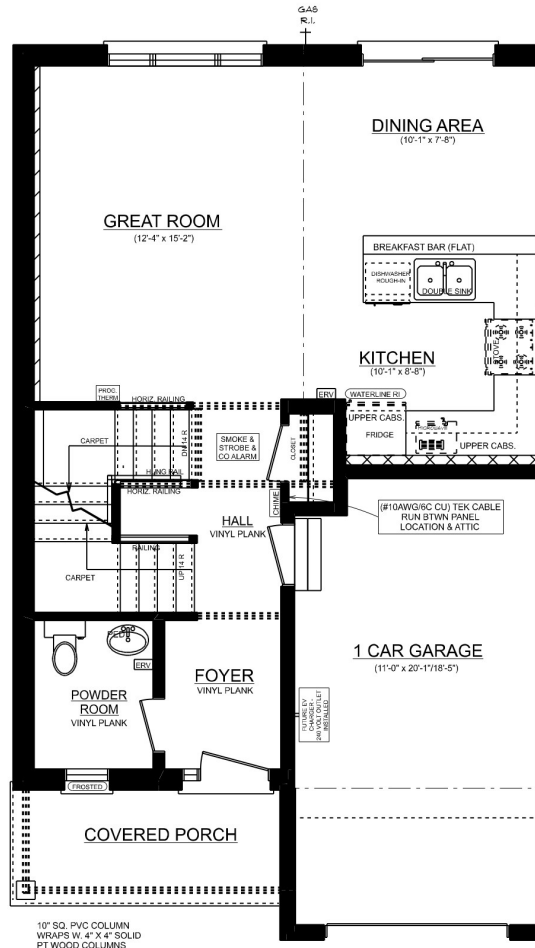 GAS
R.I.
DINING AREA
(10'-1" x 7'-8")
GREAT ROOM
(12'-4" x 15'-2")
BREAKFAST BAR (FLAT)
DISHWASHER
ROUGH-IN
DOUBLE SINK
STOVE
KITCHEN
(10'-1" x 8'-8")
PROG.
THERM.
HORIZ. RAILING
ERV
WATERLINE RI
UPPER CABS.
FRIDGE
UPPER CABS.
CARPET
DN 14 R
SMOKE &
STROBE &
CO ALARM
CLOSET
HORIZ. RAILING
CHIME
HALL
VINYL PLANK
(#10AWG/6C CU) TEK CABLE
RUN BTWN PANEL
LOCATION & ATTIC
RAILING
CARPET
UP 14 R
ERV
POWDER
ROOM
VINYL PLANK
FOYER
VINYL PLANK
1 CAR GARAGE
(11'-0" x 20'-1"/18'-5")
FUTURE EV
CHARGER -
240 VOLT OUTLET
INSTALLED
FROSTED
COVERED PORCH
10" SQ. PVC COLUMN
WRAPS W. 4" X 4" SOLID
PT WOOD COLUMNS